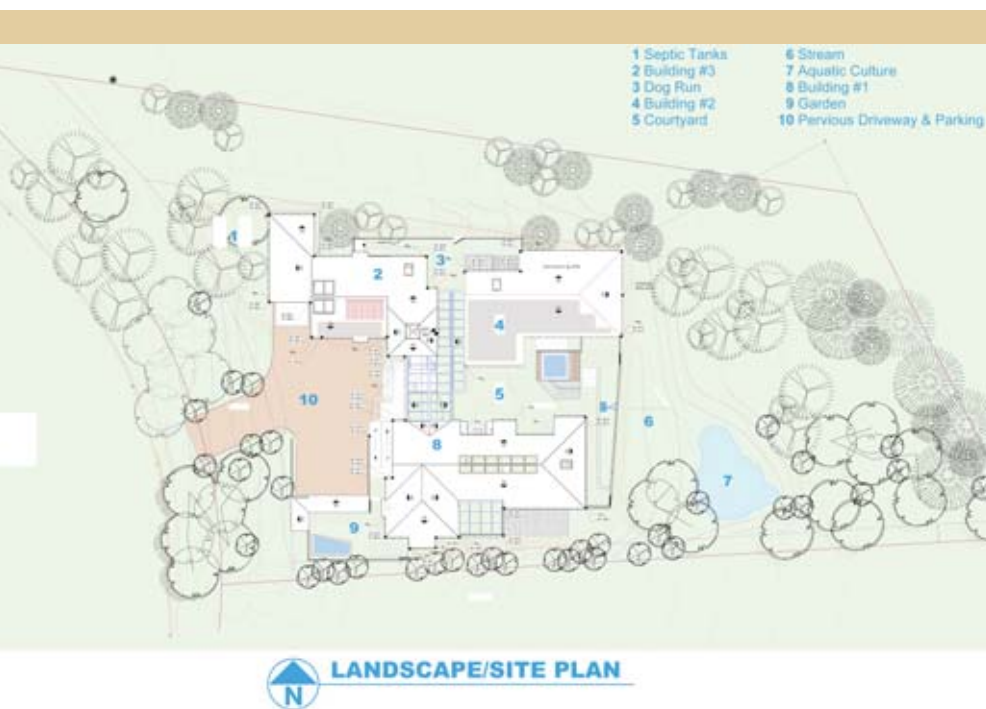 1 Septic Tanks
2 Building #3
3 Dog Run
4 Building #2
5 Courtyard
6 Stream
7 Aquatic Culture
8 Building #1
9 Garden
10 Pervious Driveway & Parking
1
2
3
4
10
5
6
8
7
9
N
LANDSCAPE/SITE PLAN